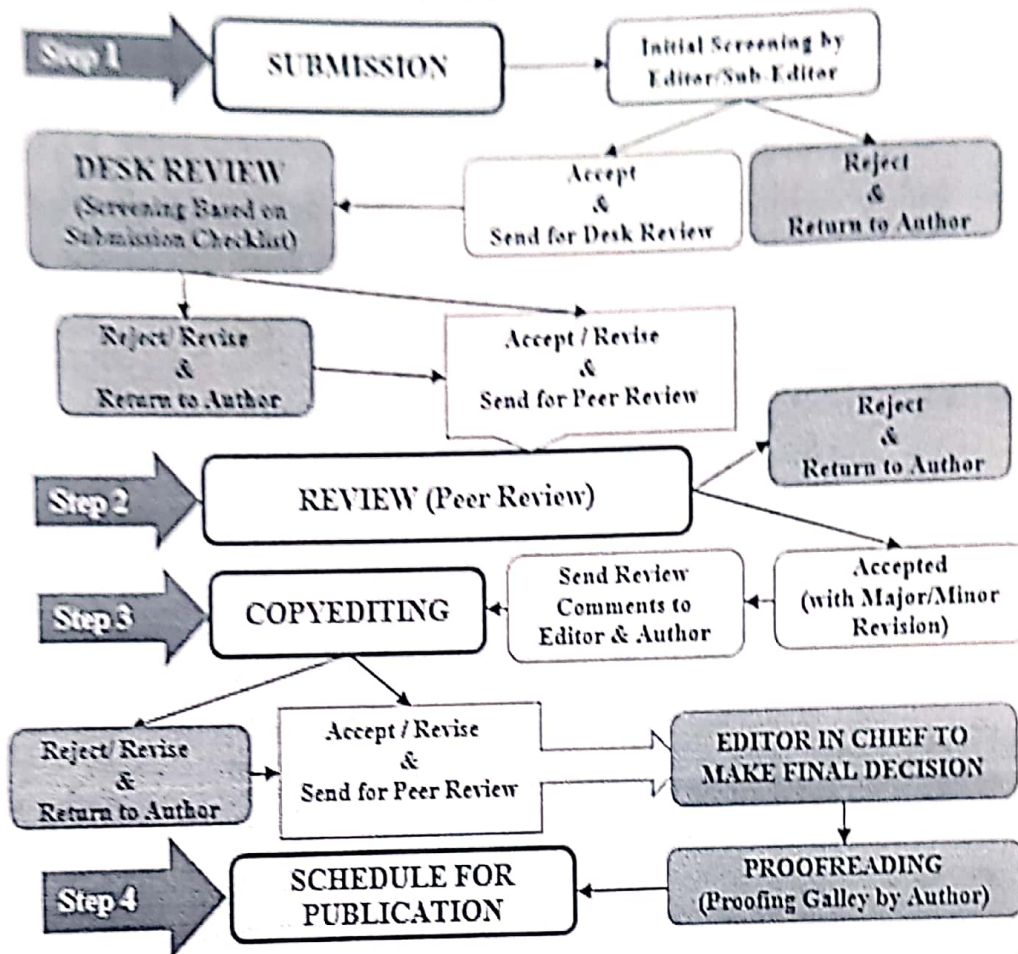 Step 1
SUBMISSION
Initial Screening by
Editor/Sub-Editor
DESK REVIEW
(Screening Based on
Submission Checklist)
Accept
&
Send for Desk Review
Reject
&
Return to Author
Reject/ Revise
&
Return to Author
Accept / Revise
&
Send for Peer Review
Reject
&
Return to Author
Step 2
REVIEW (Peer Review)
Step 3
COPYEDITING
Send Review
Comments to
Editor & Author
Accepted
(with Major/Minor
Revision)
Reject/ Revise
&
Return to Author
Accept / Revise
&
Send for Peer Review
EDITOR IN CHIEF TO
MAKE FINAL DECISION
Step 4
SCHEDULE FOR
PUBLICATION
PROOFREADING
(Proofing Galley by Author)